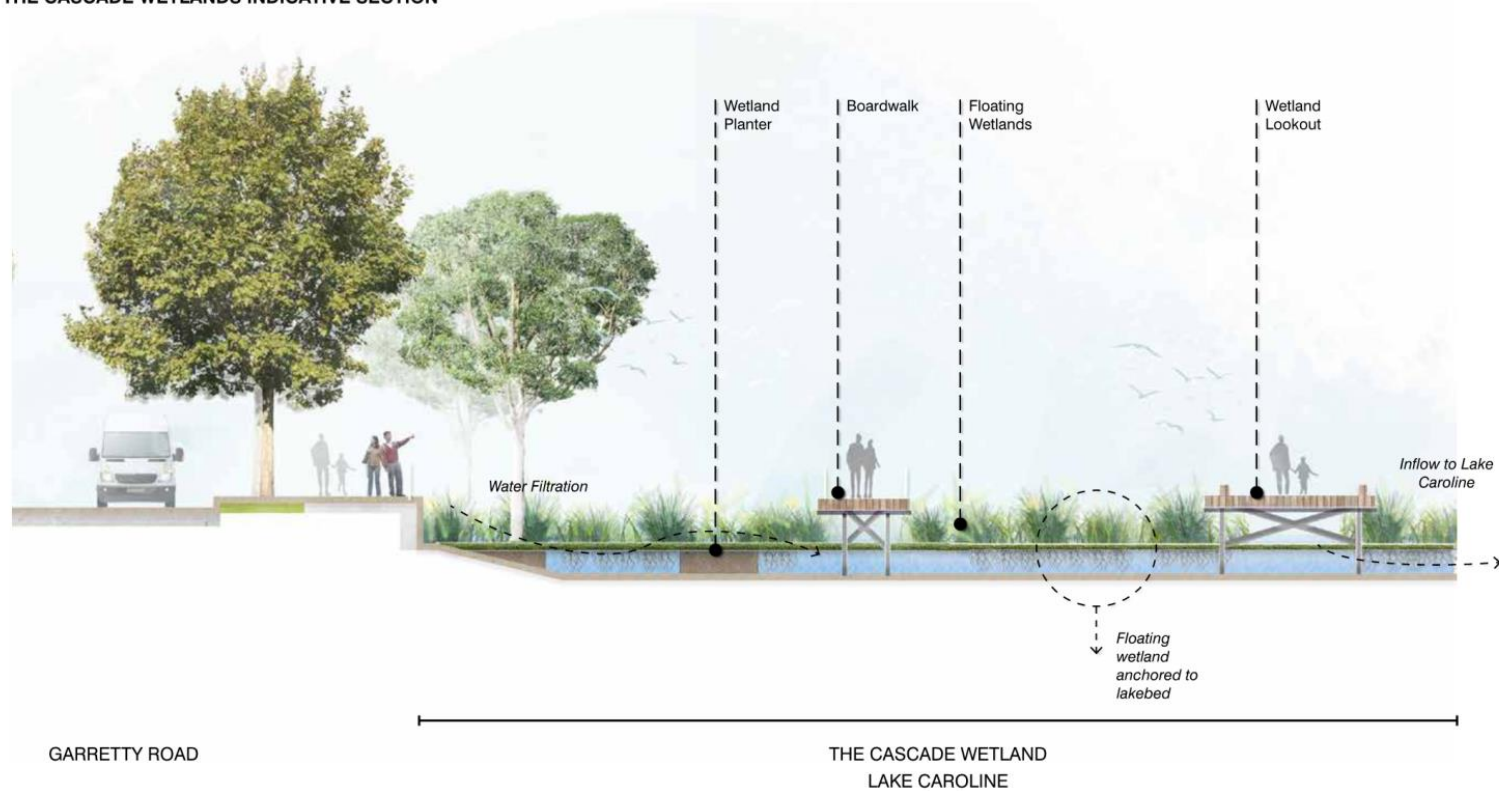 THE CASCADE WETLANDS INDICATIVE SECTION
Wetland
Planter
Boardwalk
Floating
Wetlands
Wetland
Lookout
Water Filtration
Inflow to Lake
Caroline
Floating
wetland
anchored to
lakebed
GARRETTY ROAD
THE CASCADE WETLAND
LAKE CAROLINE